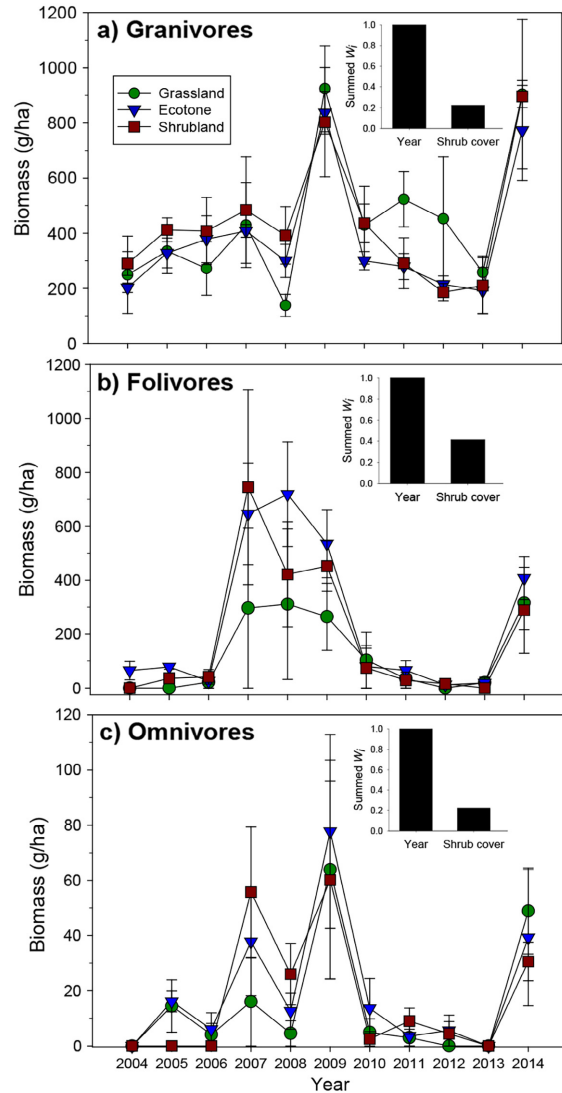 a) Granivores
Grassland
Ecotone
Shrubland
Biomass (g/ha)
1200
1000
800
600
400
200
0
Summed Wi
1.0
0.8
0.6
0.4
0.2
0.0
Year Shrub cover
b) Folivores
Biomass (g/ha)
1200
1000
800
600
400
200
0
Summed Wi
1.0
0.8
0.6
0.4
0.2
0.0
Year Shrub cover
c) Omnivores
Biomass (g/ha)
120
100
80
60
40
20
0
Summed Wi
1.0
0.8
0.6
0.4
0.2
0.0
Year Shrub cover
2004 2005 2006 2007 2008 2009 2010 2011 2012 2013 2014
Year